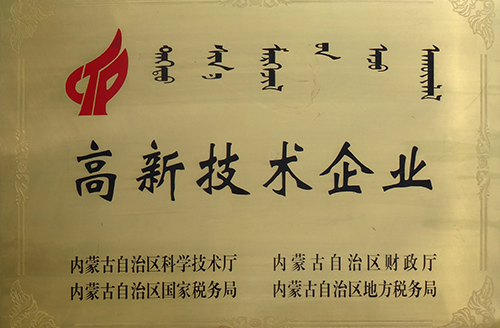 高新技术企业
内蒙古自治区科学技术厅 内蒙古自治区财政厅
内蒙古自治区国家税务局 内蒙古自治区地方税务局